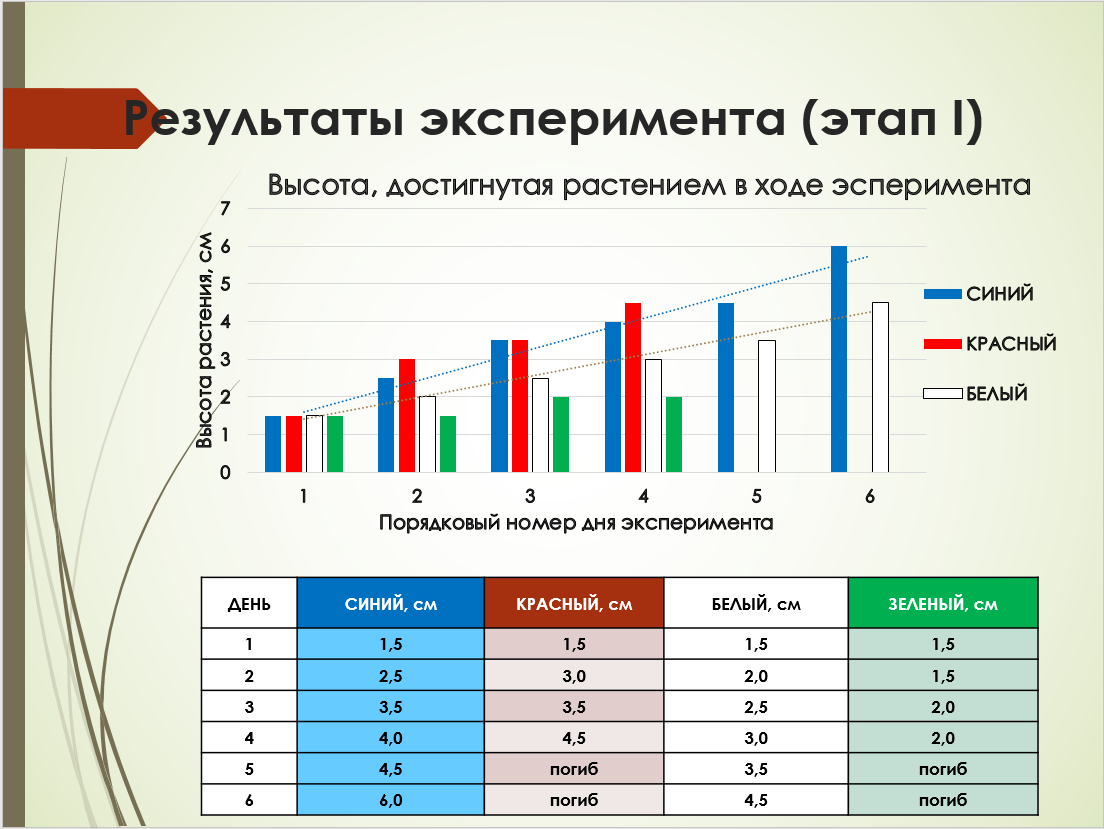 Результаты эксперимента (этап I)
Высота, достигнутая растением в ходе эсперимента
Высота растения, см
7
6
5
4
3
2
1
0
1 2 3 4 5 6
Порядковый номер дня эксперимента
СИНИЙ
КРАСНЫЙ
БЕЛЫЙ
ДЕНЬ СИНИЙ, см КРАСНЫЙ, см БЕЛЫЙ, см ЗЕЛЕНЫЙ, см
1 1,5 1,5 1,5 1,5
2 2,5 3,0 2,0 1,5
3 3,5 3,5 2,5 2,0
4 4,0 4,5 3,0 2,0
5 4,5 погиб 3,5 погиб
6 6,0 погиб 4,5 погиб